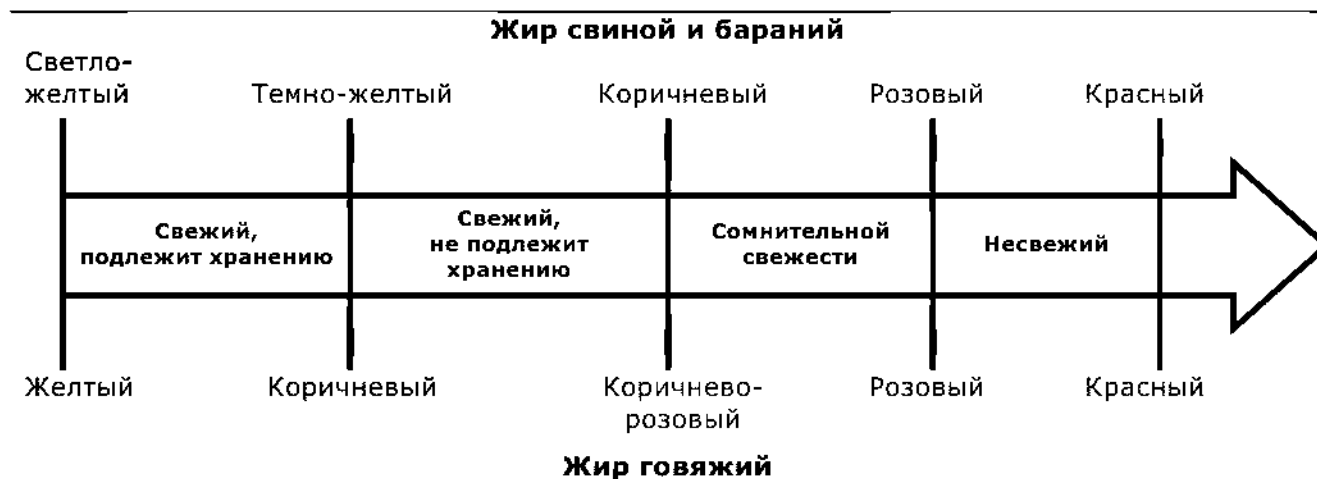 Жир свиной и бараний
Светло-
желтый
Темно-желтый
Коричневый
Розовый
Красный
Свежий,
подлежит хранению
Свежий,
не подлежит
хранению
Сомнительной
свежести
Несвежий
Желтый
Коричневый
Коричнево-
розовый
Розовый
Красный
Жир говяжий